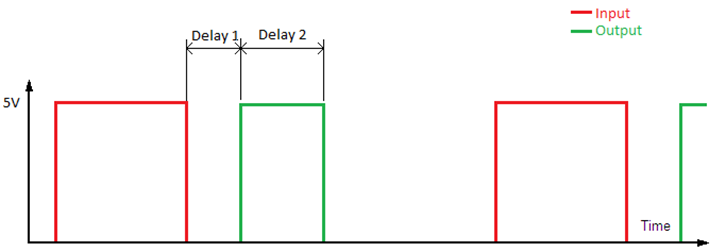 Input
Output
Delay 1
Delay 2
5V
Time